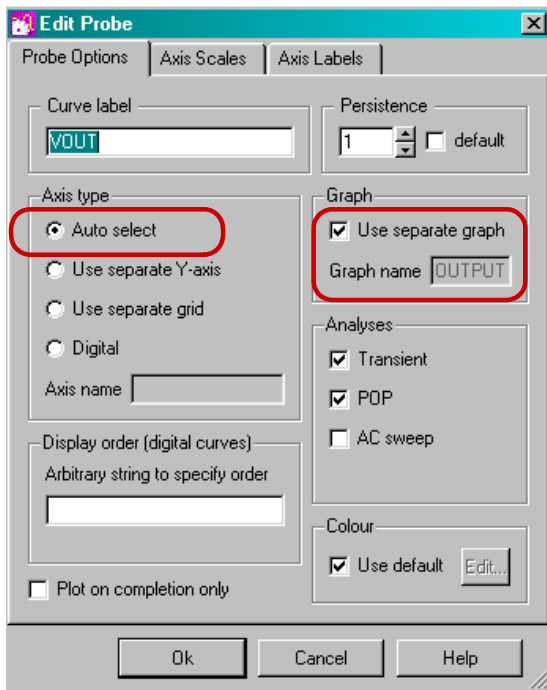 Edit Probe
Probe Options Axis Scales Axis Labels
Curve label
VOUT
Persistence
1 default
Axis type
Auto select
Use separate Y-axis
Use separate grid
Digital
Axis name
Graph
Use separate graph
Graph name OUTPUT
Analyses
Transient
POP
AC sweep
Display order (digital curves)
Arbitrary string to specify order
Colour
Use default Edit...
Plot on completion only
Ok Cancel Help